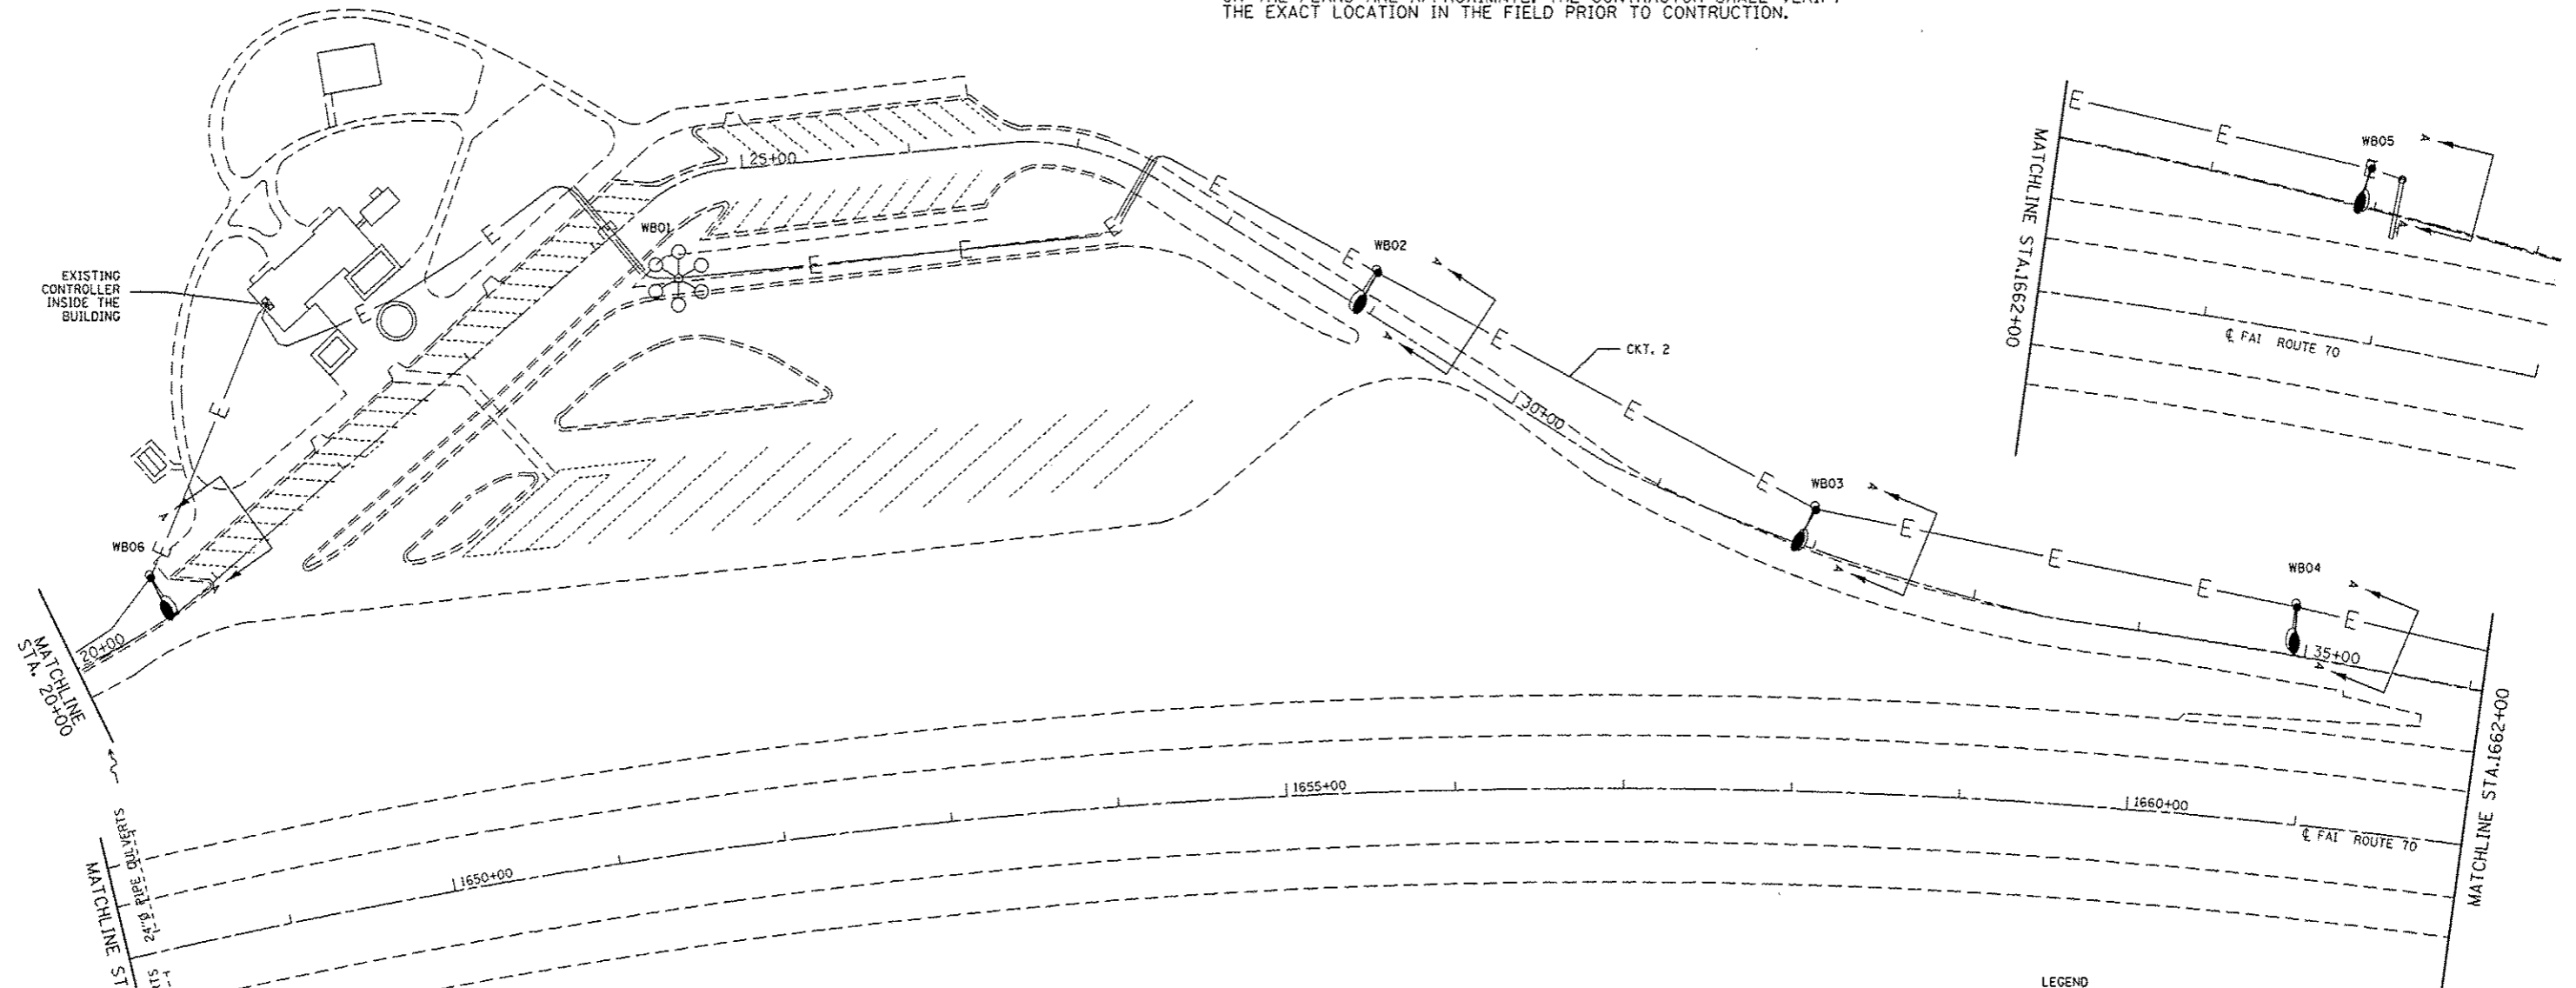 THE EXACT LOCATION IN THE FIELD PRIOR TO CONTRUCTION.
E
E
WB05
A
E
A
MATCHLINE STA.1662+00
℄ FAI ROUTE 70
25+00
WB01
E
E
E
E
E
WB02
E
A
A
EXISTING
CONTROLLER
INSIDE THE
BUILDING
E
E
E
CKT. 2
E
30+00
E
WB03
A
E
A
E
E
WB04
A
E
35+00
A
A
WB06
E
A
20+00
MATCHLINE
STA. 20+00
MATCHLINE STA.1662+00
1650+00
1655+00
1660+00
℄ FAI ROUTE 70
24"Ø PIPE CULVERTS
MATCHLINE ST
LEGEND